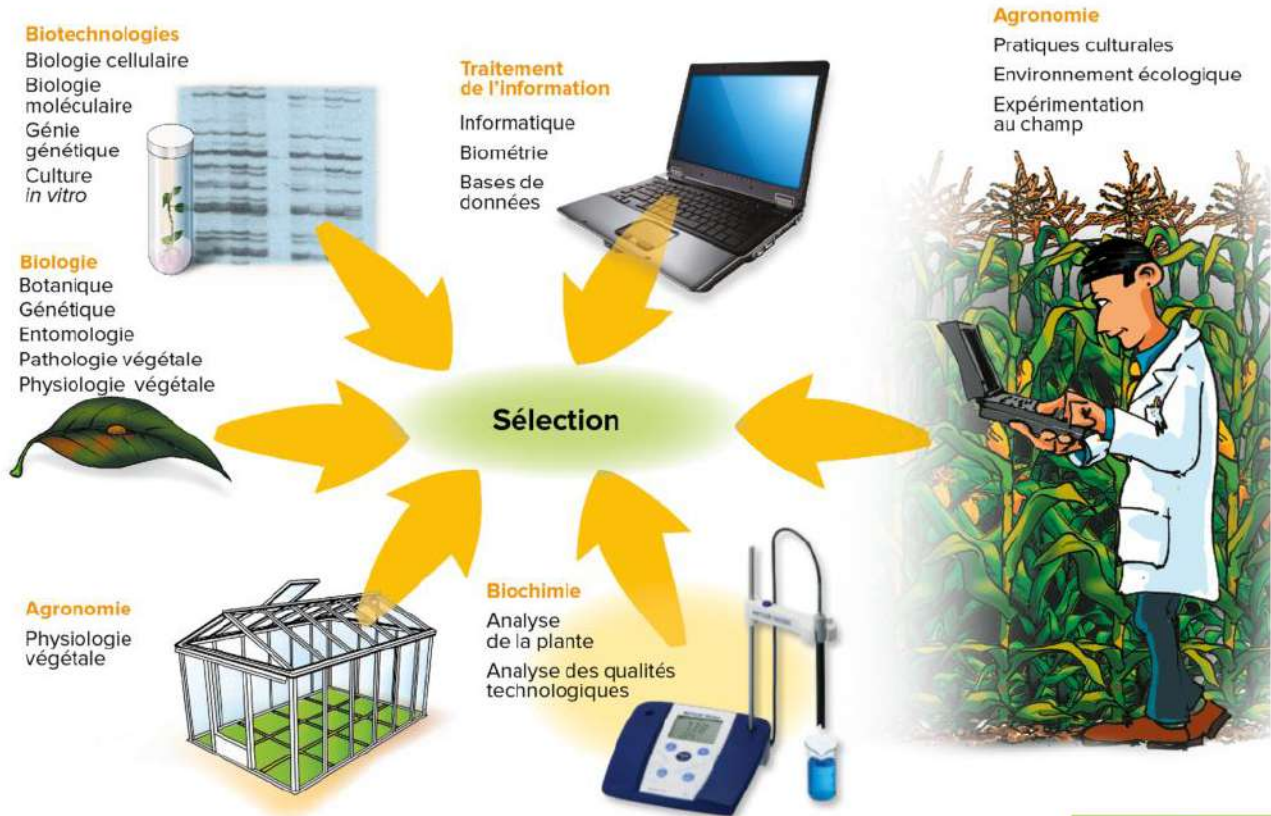 Biotechnologies
Biologie cellulaire
Biologie
moléculaire
Génie
génétique
Culture
in vitro
Traitement
de l'information
Informatique
Biométrie
Bases de
données
Agronomie
Pratiques culturales
Environnement écologique
Expérimentation
au champ
Biologie
Botanique
Génétique
Entomologie
Pathologie végétale
Physiologie végétale
Sélection
Agronomie
Physiologie
végétale
Biochimie
Analyse
de la plante
Analyse des qualités
technologiques